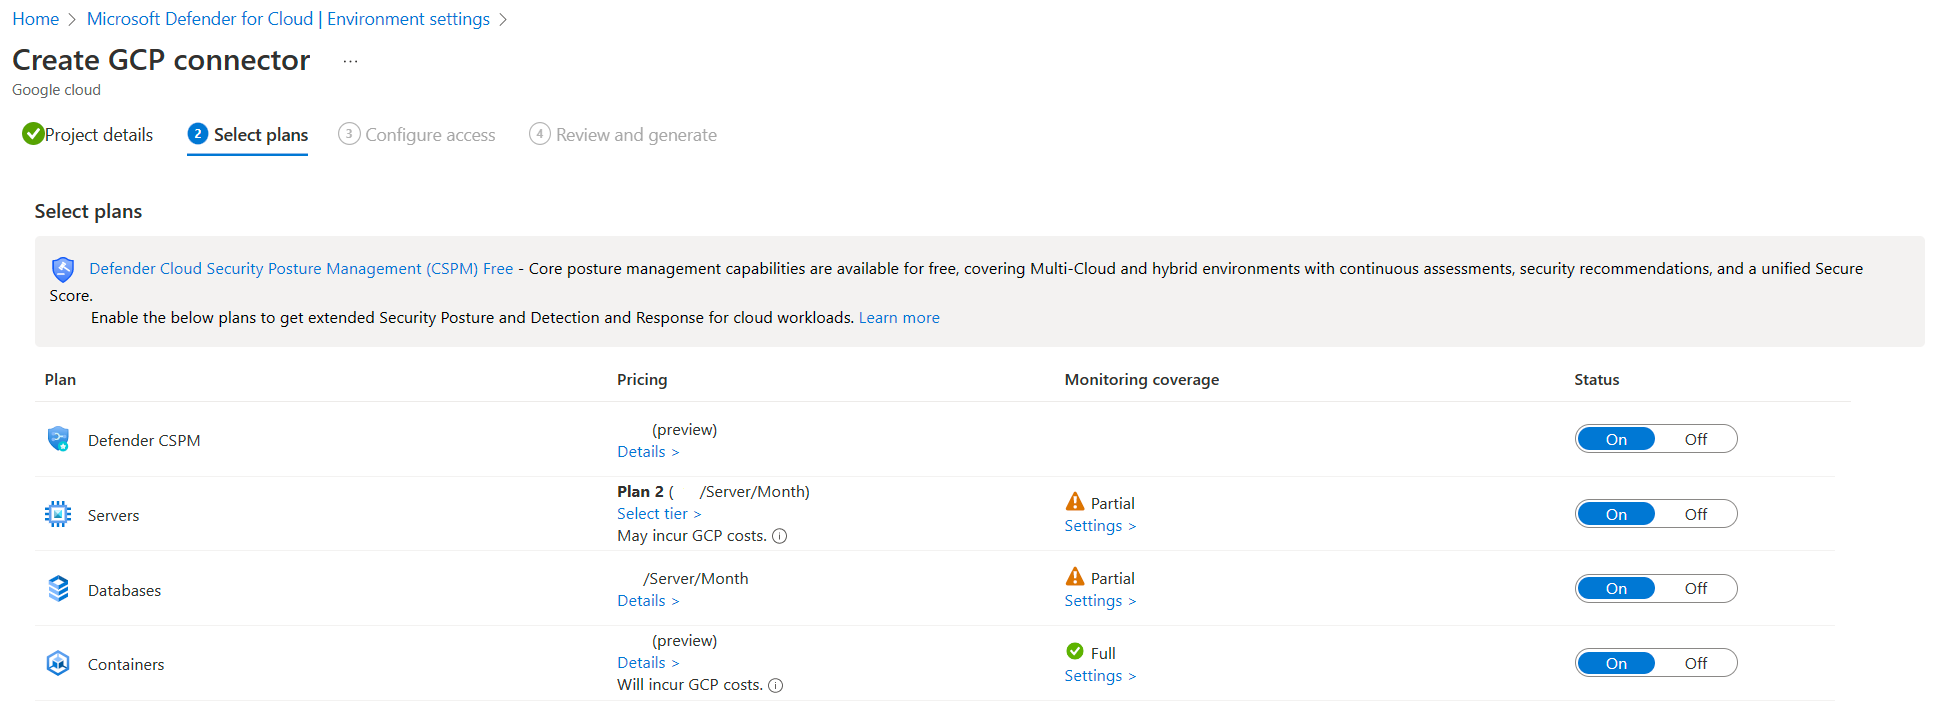 Home > Microsoft Defender for Cloud | Environment settings >
Create GCP connector ...
Google cloud
Project details 2 Select plans 3 Configure access 4 Review and generate
Select plans
Defender Cloud Security Posture Management (CSPM) Free - Core posture management capabilities are available for free, covering Multi-Cloud and hybrid environments with continuous assessments, security recommendations, and a unified Secure
Score.
Enable the below plans to get extended Security Posture and Detection and Response for cloud workloads. Learn more
Plan Pricing Monitoring coverage Status
(preview)
Defender CSPM On Off
Details >
Plan 2 ( /Server/Month)
Partial
Servers Select tier > On Off
Settings >
May incur GCP costs.
/Server/Month Partial
Databases On Off
Details > Settings >
(preview)
Full
Containers Details > On Off
Settings >
Will incur GCP costs.